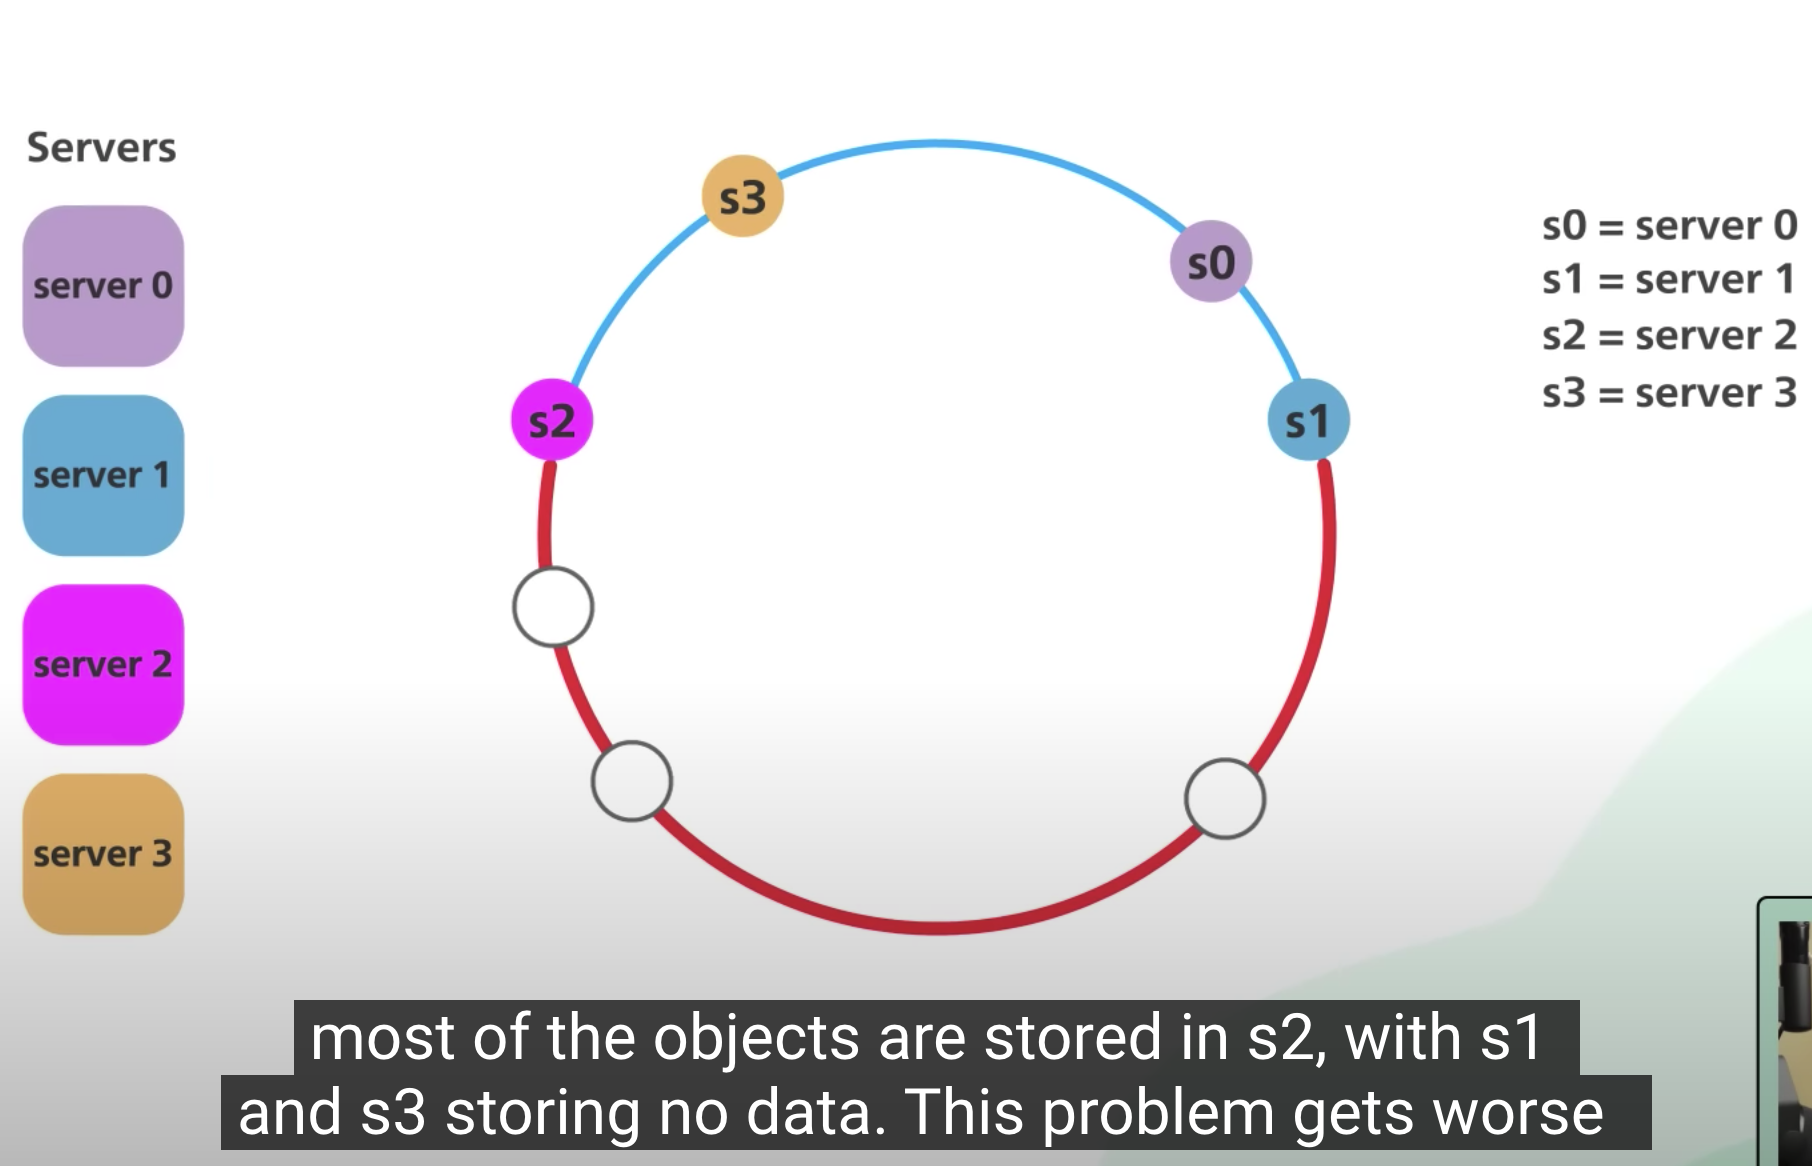 Servers
server 0
server 1
server 2
server 3
s3
s0
s2
s1
s0 = server 0
s1 = server 1
s2 = server 2
s3 = server 3
most of the objects are stored in s2, with s1
and s3 storing no data. This problem gets worse